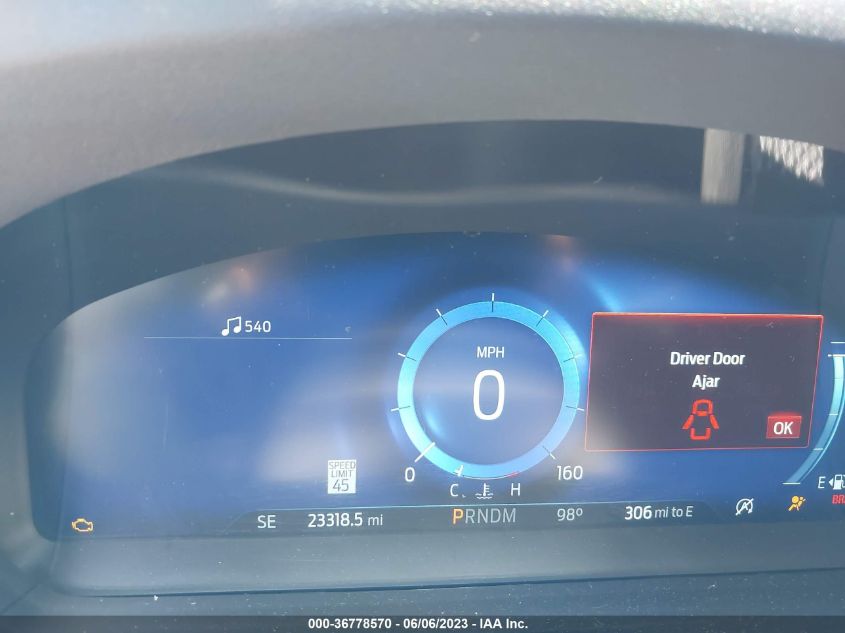 540
MPH
0
Driver Door
Ajar
OK
SPEED
LIMIT
45
0
160
C
H
E
SE
23318.5 mi
PRNDM
98°
306 mi to E
000-36778570 - 06/06/2023 - IAA Inc.